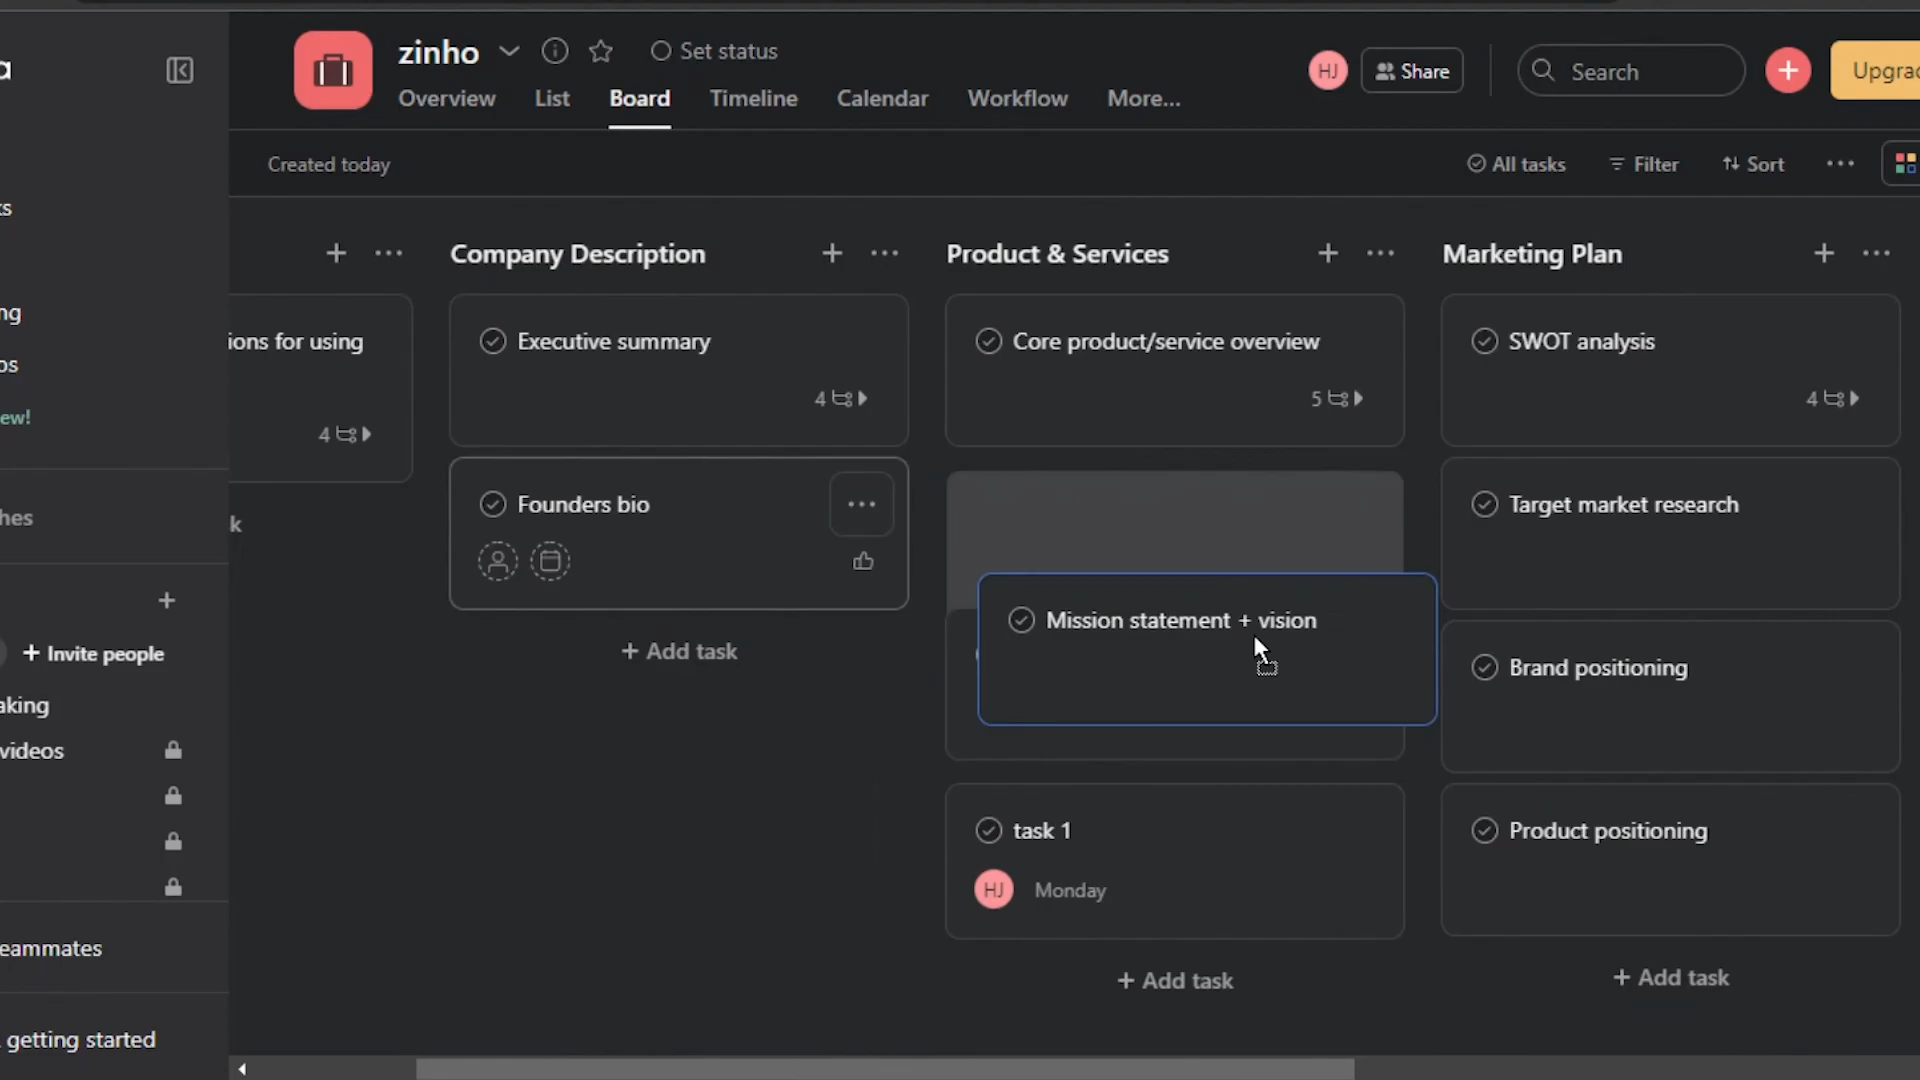 a
zinho
Set status
HJ
Share
Search
Upgrad
Overview
List
Board
Timeline
Calendar
Workflow
More...
Created today
All tasks
Filter
Sort
ts
ng
os
ew!
hes
+ Invite people
aking
videos
eammates
getting started
ions for using
4
k
Company Description
Executive summary
4
Founders bio
+ Add task
Product & Services
Core product/service overview
5
Mission statement + vision
task 1
HJ
Monday
+ Add task
Marketing Plan
SWOT analysis
4
Target market research
Brand positioning
Product positioning
+ Add task